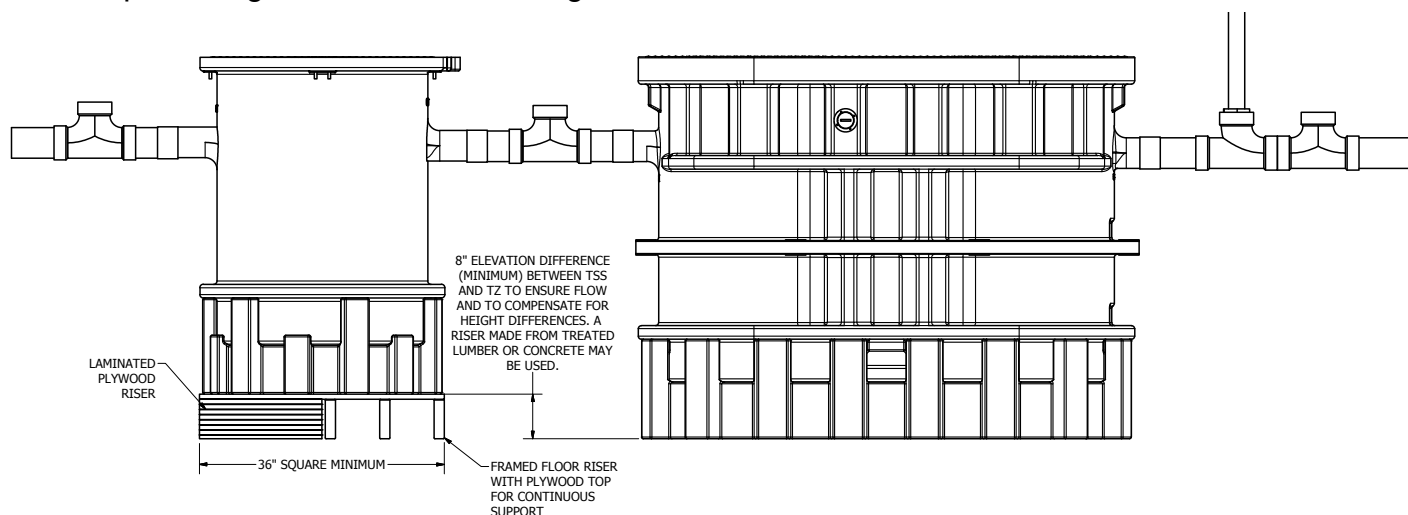 8" ELEVATION DIFFERENCE
(MINIMUM) BETWEEN TSS
AND TZ TO ENSURE FLOW
AND TO COMPENSATE FOR
HEIGHT DIFFERENCES. A
RISER MADE FROM TREATED
LUMBER OR CONCRETE MAY
BE USED.
LAMINATED
PLYWOOD
RISER
36" SQUARE MINIMUM
FRAMED FLOOR RISER
WITH PLYWOOD TOP
FOR CONTINUOUS
SUPPORT